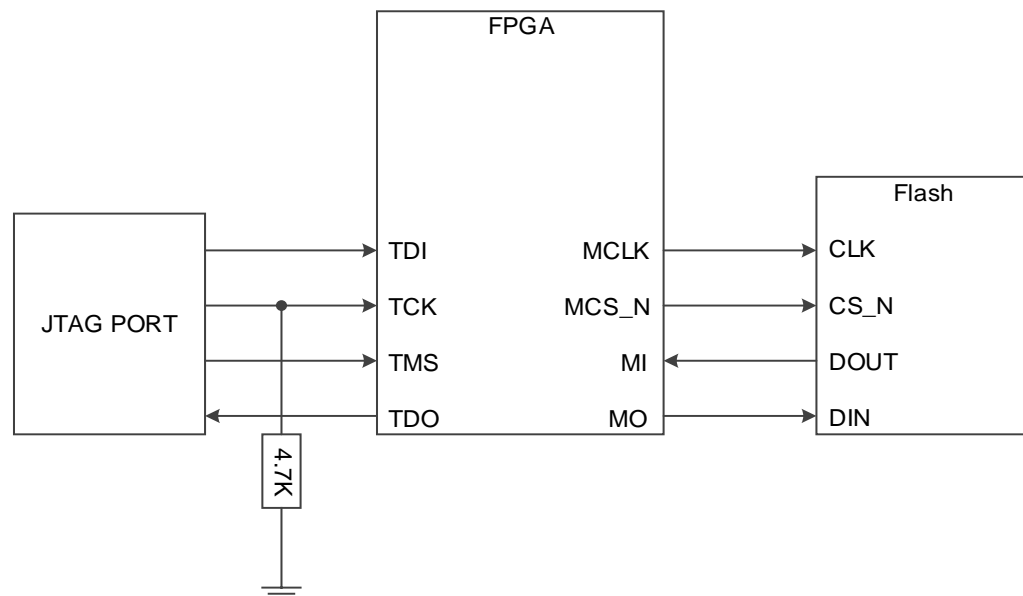 FPGA
Flash
JTAG PORT
TDI
TCK
TMS
TDO
MCLK
MCS_N
MI
MO
CLK
CS_N
DOUT
DIN
4.7K